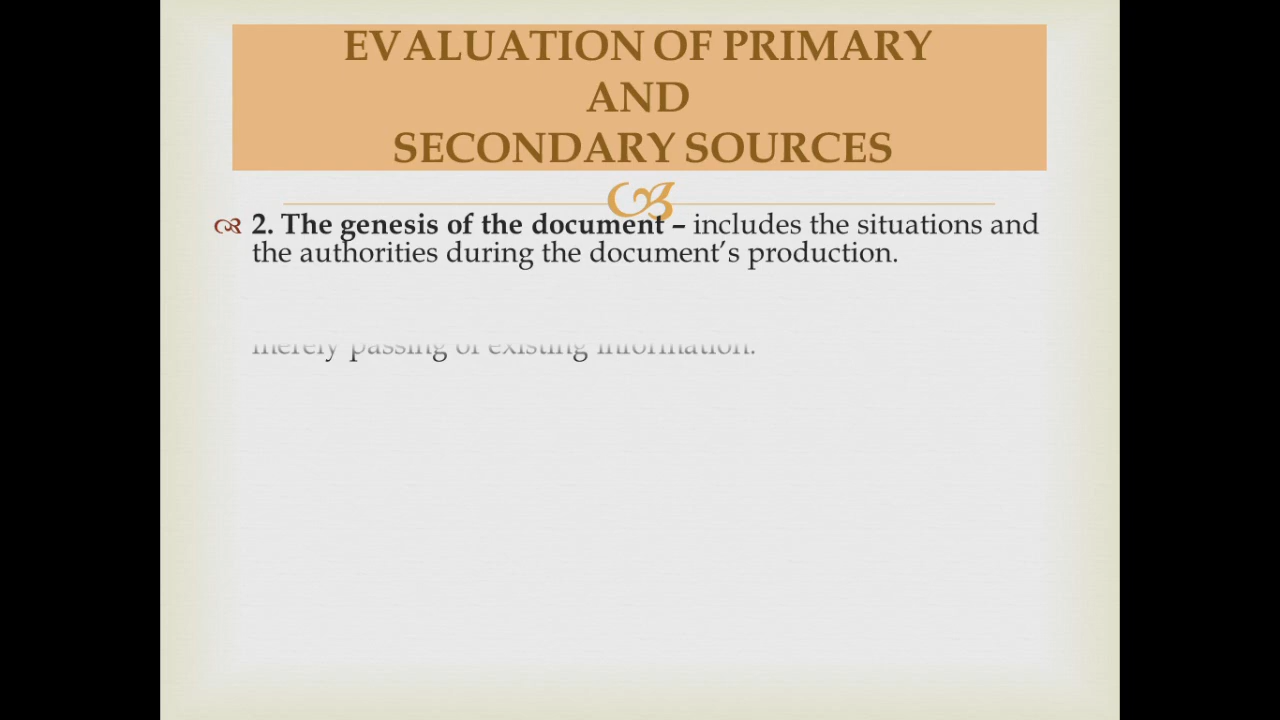 EVALUATION OF PRIMARY
AND
SECONDARY SOURCES
2. The genesis of the document – includes the situations and
the authorities during the document’s production.
merely passing of existing information.